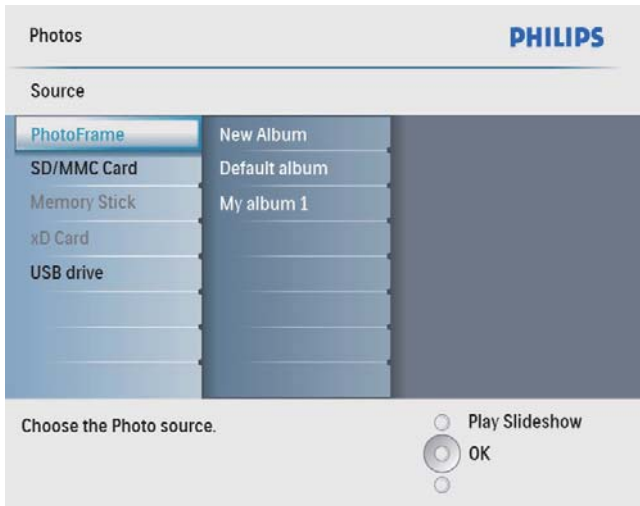 Photos
PHILIPS
Source
PhotoFrame
New Album
SD/MMC Card
Default album
Memory Stick
My album 1
xD Card
USB drive
Choose the Photo source.
Play Slideshow
OK